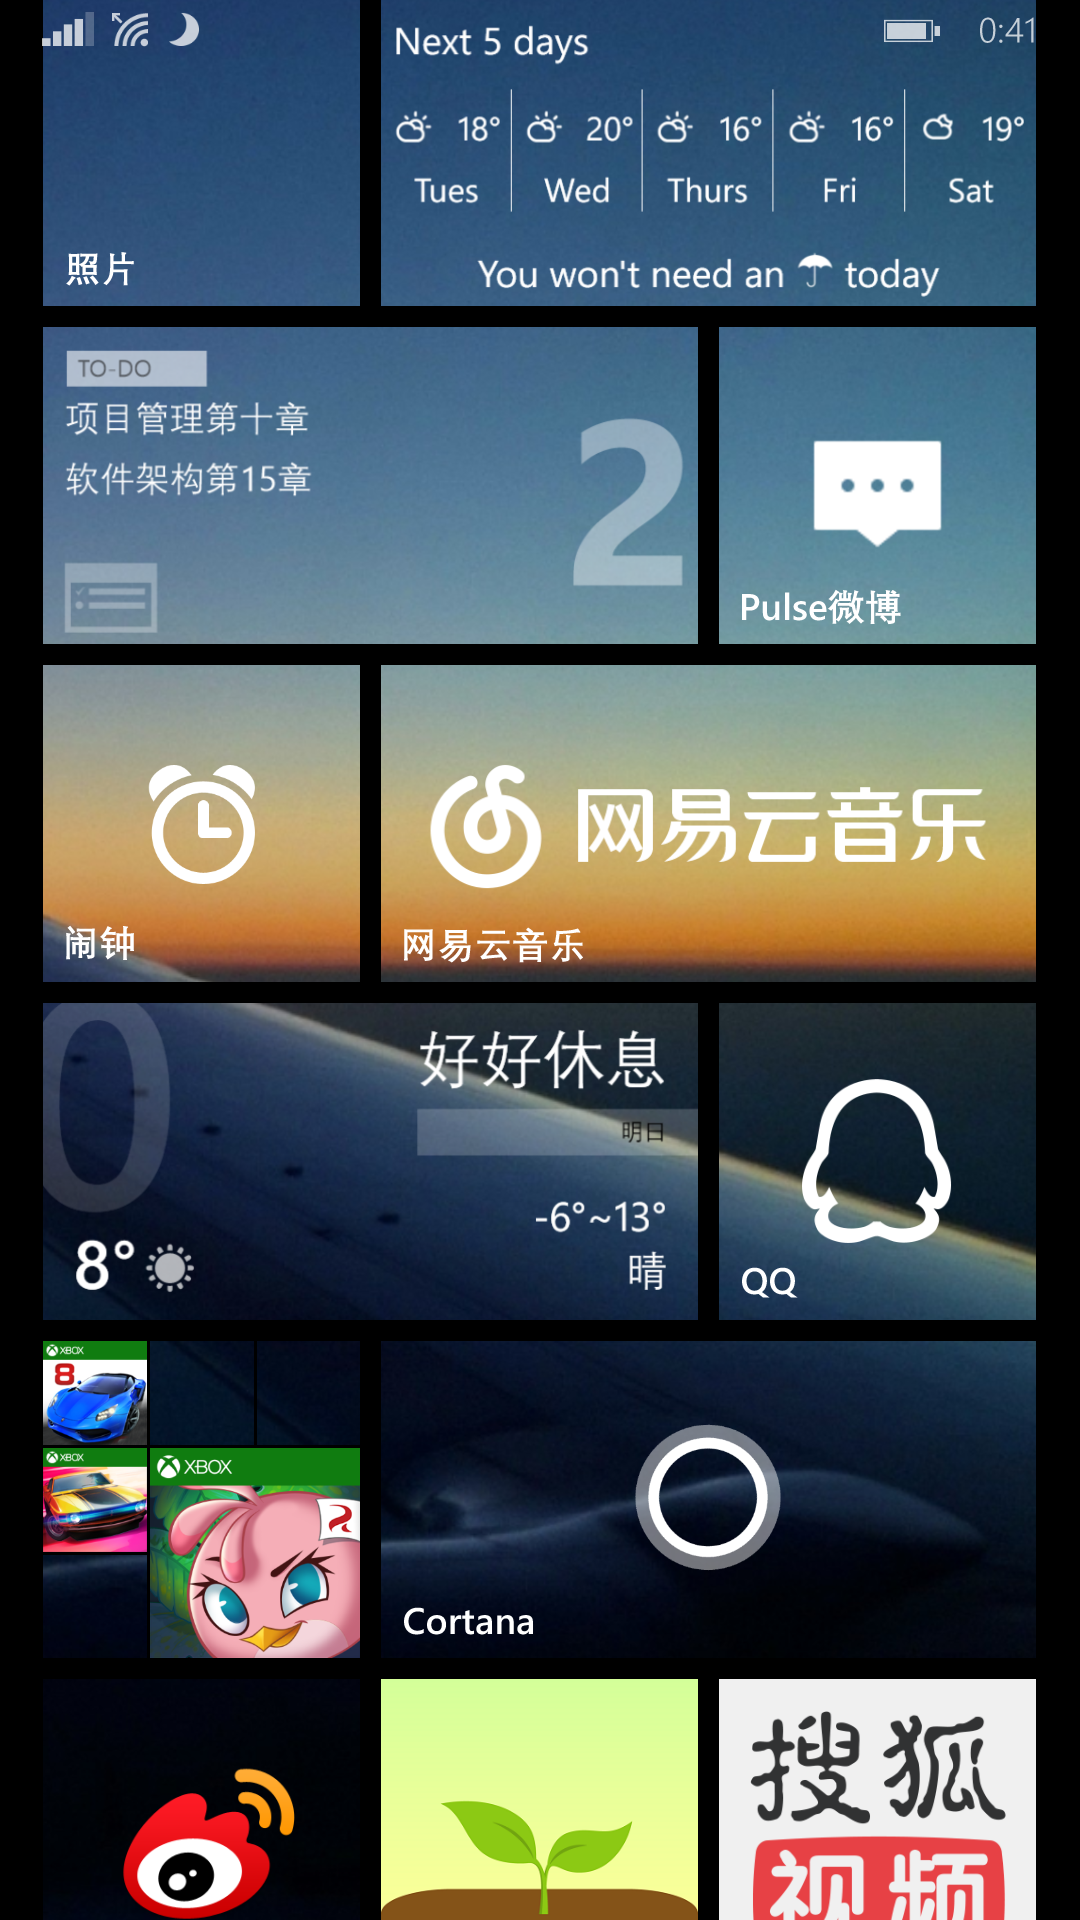 0:41
Next 5 days
18° 20° 16° 16° 19°
Tues Wed Thurs Fri Sat
You won't need an ☂ today
照片
TO-DO
项目管理第十章
软件架构第15章
2
Pulse微博
闹钟
网易云音乐
网易云音乐
0
好好休息
明日
-6°~13°
晴
8°
QQ
XBOX
8
XBOX
XBOX
Cortana
搜狐
视频